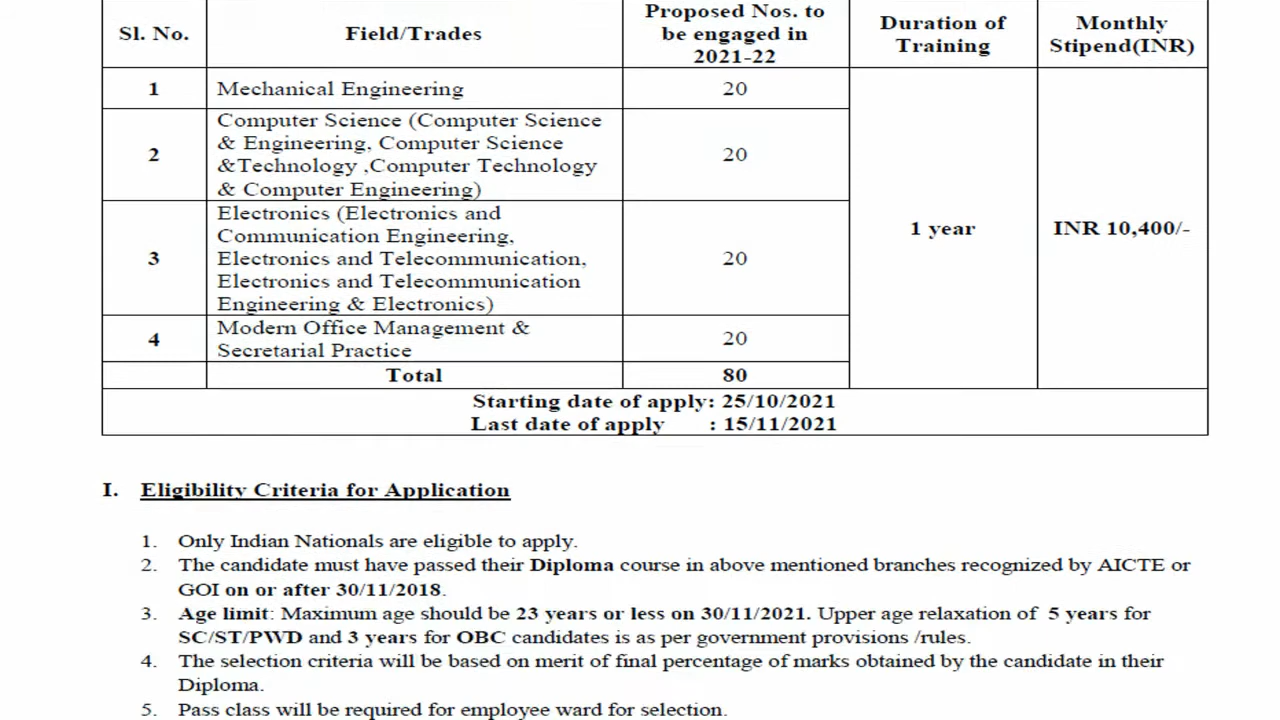 Sl. No.
Field/Trades
Proposed Nos. to
be engaged in
2021-22
Duration of
Training
Monthly
Stipend(INR)
1
Mechanical Engineering
20
2
Computer Science (Computer Science
& Engineering, Computer Science
&Technology ,Computer Technology
& Computer Engineering)
20
3
Electronics (Electronics and
Communication Engineering,
Electronics and Telecommunication,
Electronics and Telecommunication
Engineering & Electronics)
20
4
Modern Office Management &
Secretarial Practice
20
1 year
INR 10,400/-
Total
80
Starting date of apply: 25/10/2021
Last date of apply : 15/11/2021
I. Eligibility Criteria for Application
1. Only Indian Nationals are eligible to apply.
2. The candidate must have passed their Diploma course in above mentioned branches recognized by AICTE or
GOI on or after 30/11/2018.
3. Age limit: Maximum age should be 23 years or less on 30/11/2021. Upper age relaxation of 5 years for
SC/ST/PWD and 3 years for OBC candidates is as per government provisions /rules.
4. The selection criteria will be based on merit of final percentage of marks obtained by the candidate in their
Diploma.
5. Pass class will be required for employee ward for selection.